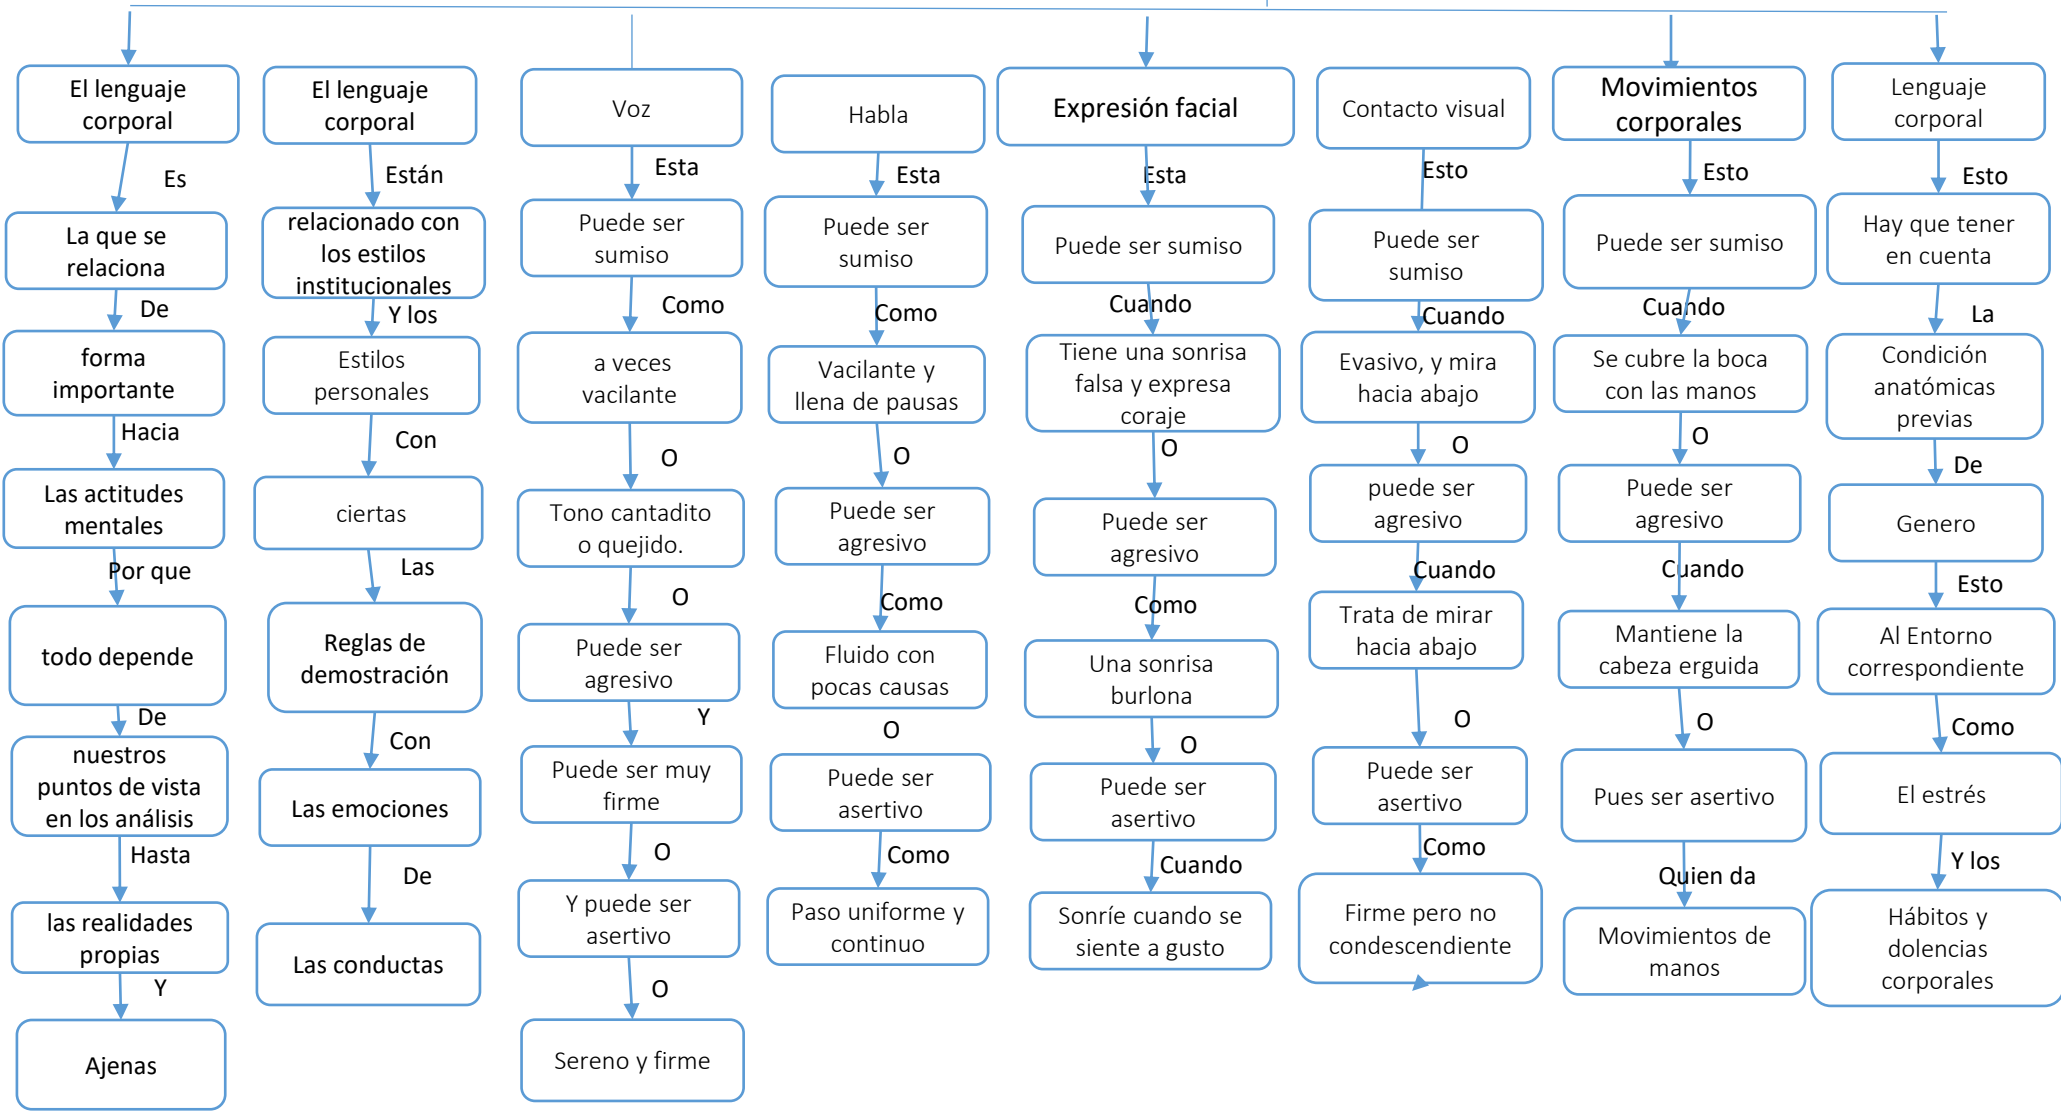 El lenguaje
corporal
Es
La que se
relaciona
De
forma
importante
Hacia
Las actitudes
mentales
Por que
todo depende
De
nuestros
puntos de vista
en los análisis
Hasta
las realidades
propias
Y
Ajenas
El lenguaje
corporal
Están
relacionado con
los estilos
institucionales
Y los
Estilos
personales
Con
ciertas
Las
Reglas de
demostración
Con
Las emociones
De
Las conductas
Voz
Esta
Puede ser
sumiso
Como
a veces
vacilante
O
Tono cantadito
o quejido.
O
Puede ser
agresivo
Y
Puede ser muy
firme
O
Y puede ser
asertivo
O
Sereno y firme
Habla
Esta
Puede ser
sumiso
Como
Vacilante y
llena de pausas
O
Puede ser
agresivo
Como
Fluido con
pocas causas
O
Puede ser
asertivo
Como
Paso uniforme y
continuo
Expresión facial
Esta
Puede ser sumiso
Cuando
Tiene una sonrisa
falsa y expresa
coraje
O
Puede ser
agresivo
Como
Una sonrisa
burlona
O
Puede ser
asertivo
Cuando
Sonríe cuando se
siente a gusto
Contacto visual
Esto
Puede ser
sumiso
Cuando
Evasivo, y mira
hacia abajo
O
puede ser
agresivo
Cuando
Trata de mirar
hacia abajo
O
Puede ser
asertivo
Como
Firme pero no
condescendiente
Movimientos
corporales
Esto
Puede ser sumiso
Cuando
Se cubre la boca
con las manos
O
Puede ser
agresivo
Cuando
Mantiene la
cabeza erguida
O
Pues ser asertivo
Quien da
Movimientos de
manos
Lenguaje
corporal
Esto
Hay que tener
en cuenta
La
Condición
anatómicas
previas
De
Genero
Esto
Al Entorno
correspondiente
Como
El estrés
Y los
Hábitos y
dolencias
corporales